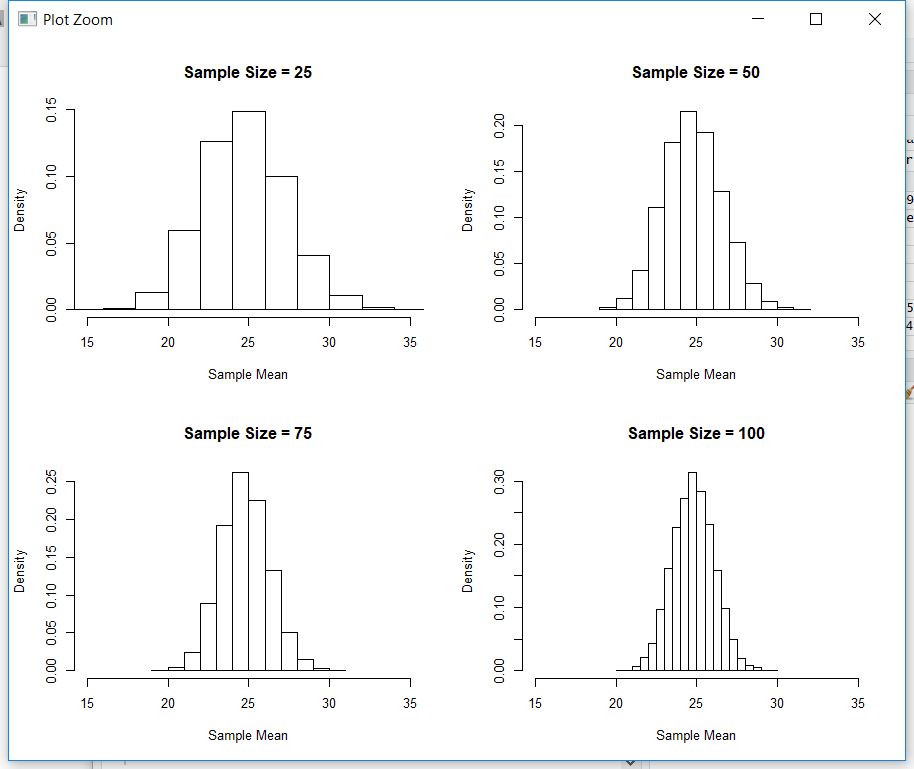 Plot Zoom
Sample Size = 25
Density
0.00 0.05 0.10 0.15
15 20 25 30 35
Sample Mean
Sample Size = 50
Density
0.00 0.05 0.10 0.15 0.20
15 20 25 30 35
Sample Mean
Sample Size = 75
Density
0.00 0.05 0.10 0.15 0.20 0.25
15 20 25 30 35
Sample Mean
Sample Size = 100
Density
0.00 0.10 0.20 0.30
15 20 25 30 35
Sample Mean
r
9
e
5
4